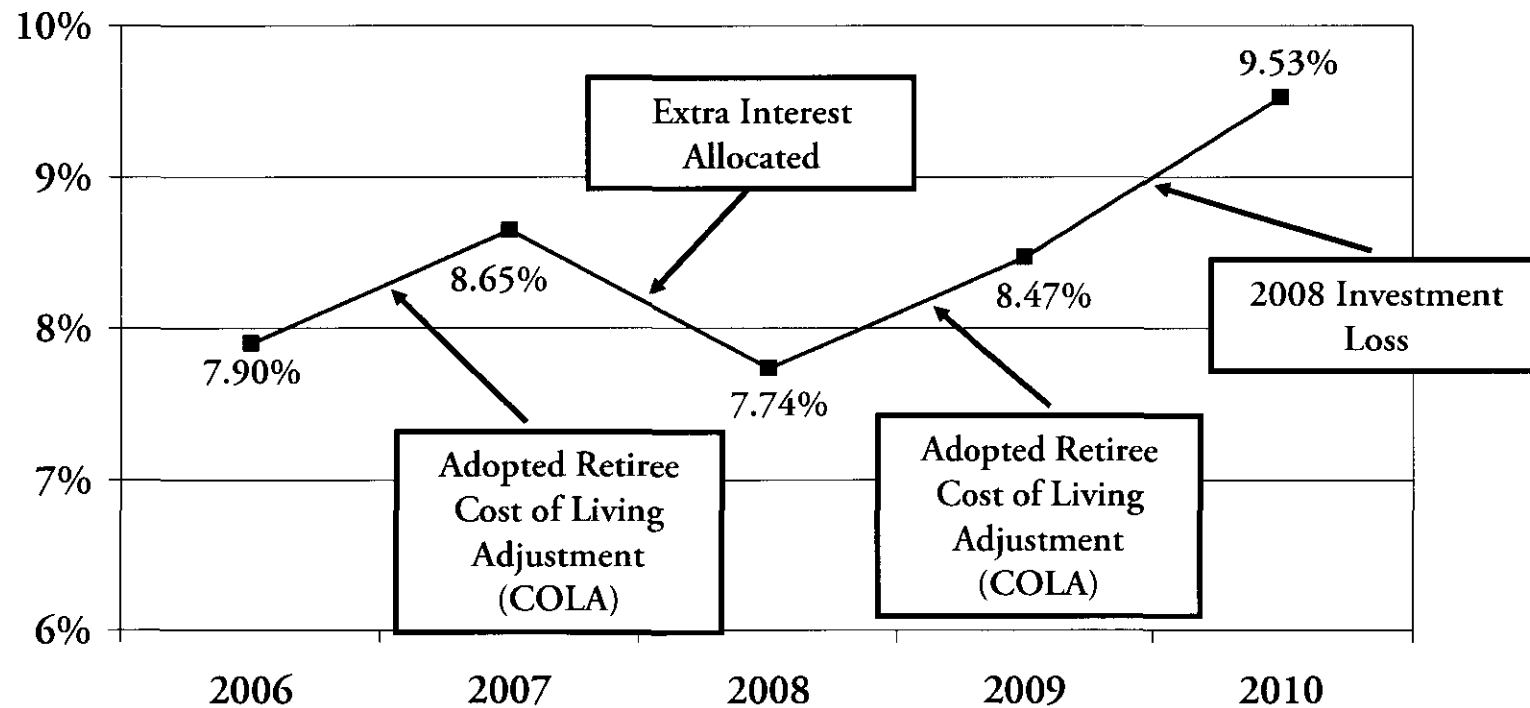 10%
9.53%
Extra Interest
Allocated
9%
8.65%
8.47%
2008 Investment
Loss
8%
7.90%
7.74%
Adopted Retiree
Cost of Living
Adjustment
(COLA)
Adopted Retiree
Cost of Living
Adjustment
(COLA)
7%
6%
2006 2007 2008 2009 2010